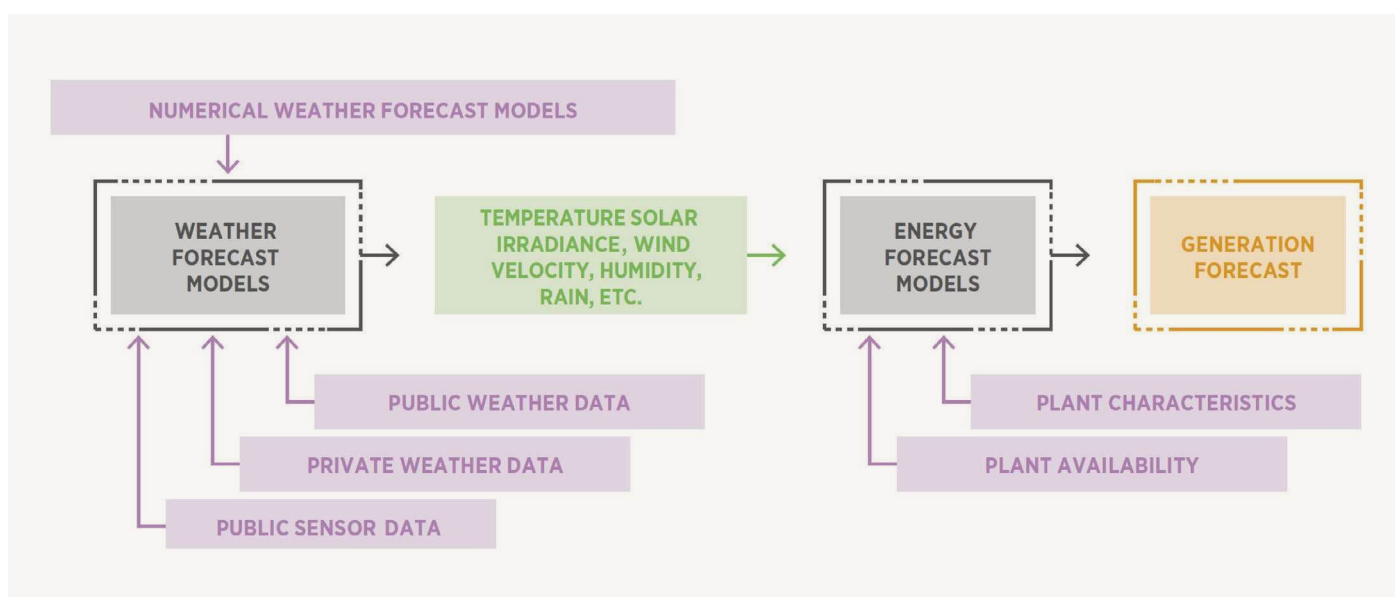 NUMERICAL WEATHER FORECAST MODELS
WEATHER
FORECAST
MODELS
TEMPERATURE SOLAR
IRRADIANCE, WIND
VELOCITY, HUMIDITY,
RAIN, ETC.
ENERGY
FORECAST
MODELS
GENERATION
FORECAST
PUBLIC WEATHER DATA
PRIVATE WEATHER DATA
PUBLIC SENSOR DATA
PLANT CHARACTERISTICS
PLANT AVAILABILITY